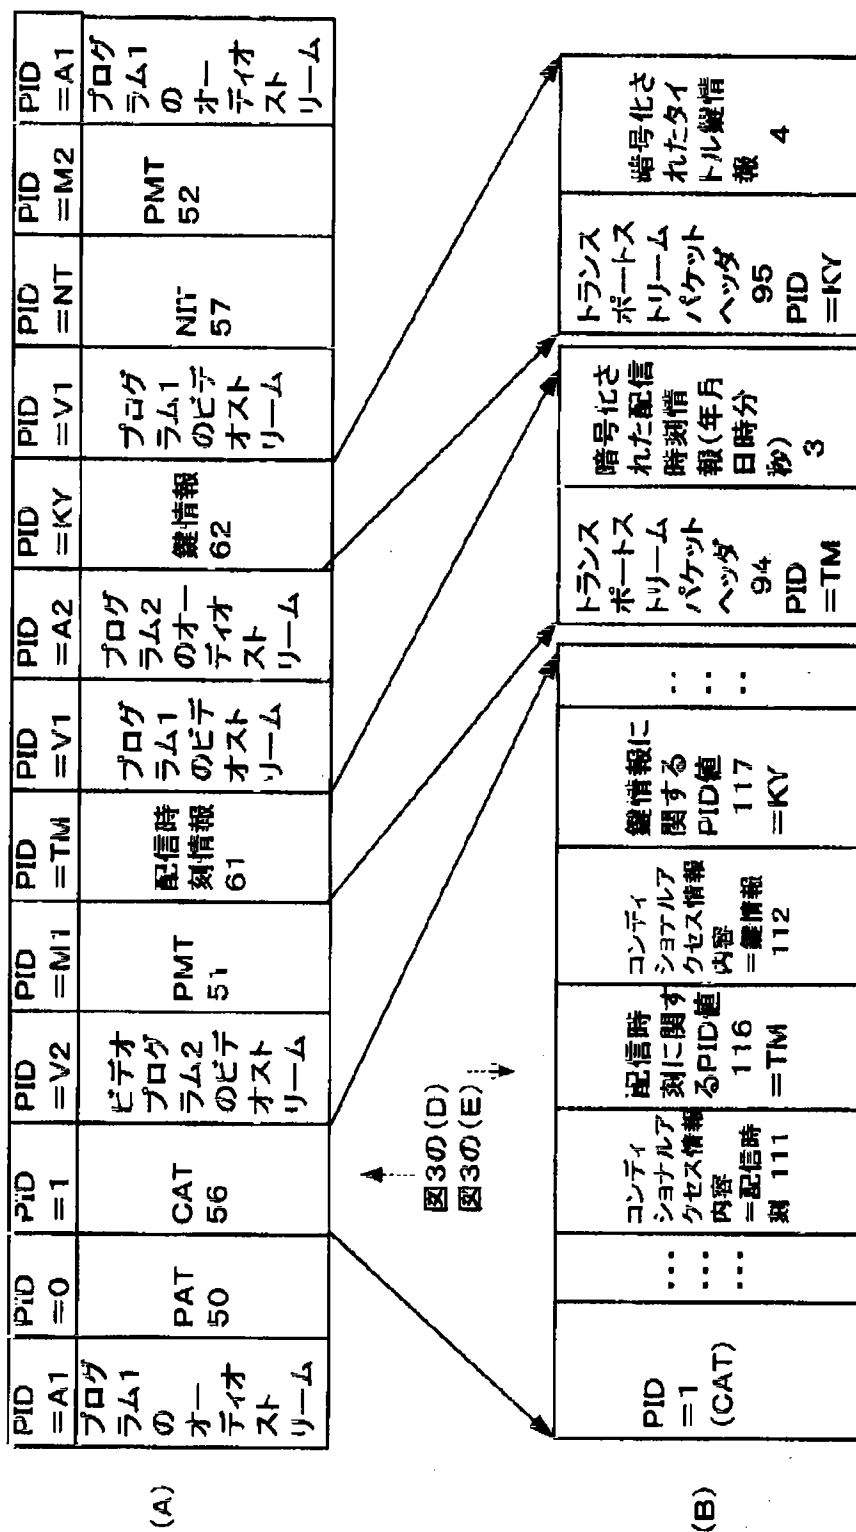 (A)
PID
=A1
プログ
ラム1
の
オー
ディオ
スト
リーム
PID
=0
PAT
50
PID
=1
CAT
56
PID
=V2
ビデオ
プログ
ラム2
のビデ
オスト
リーム
PID
=M1
PMT
51
PID
=TM
配信時
刻情報
61
PID
=V1
プログ
ラム1
のビデ
オスト
リーム
PID
=A2
プログ
ラム2
のオー
ディオ
スト
リーム
PID
=KY
鍵情報
62
PID
=V1
プログ
ラム1
のビデ
オスト
リーム
PID
=NT
NIT
57
PID
=M2
PMT
52
PID
=A1
プログ
ラム1
の
オー
ディオ
スト
リーム
図3の(D)
図3の(E)
(B)
PID
=1
(CAT)
...
...
...
コンディ
ショナルア
クセス情報
内容
=配信時
刻 111
配信時
刻に関す
るPID値
116
=TM
コンディ
ショナルア
クセス情報
内容
=鍵情報
112
鍵情報に
関する
PID値
117
=KY
..
..
..
トランス
ポートス
トリーム
パケット
ヘッダ
94
PID
=TM
暗号化さ
れた配信
時刻情
報(年月
日時分
秒)
3
トランス
ポートス
トリーム
パケット
ヘッダ
95
PID
=KY
暗号化さ
れたタイ
トル鍵情
報
4